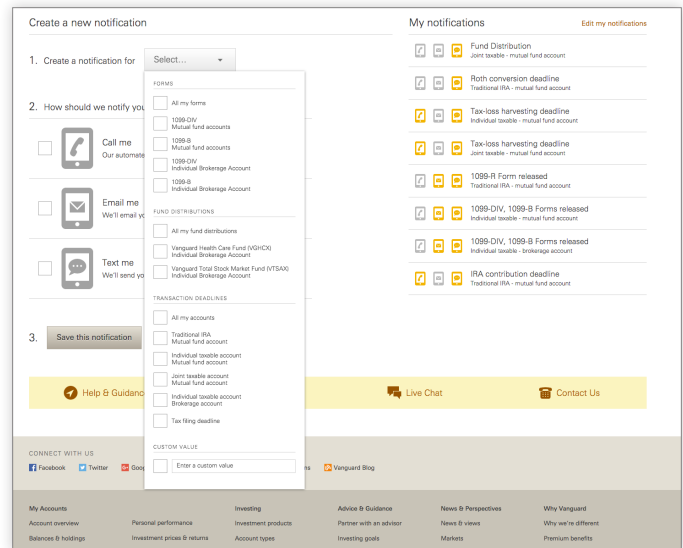 Create a new notification
My notifications
Edit my notifications
1. Create a notification for
Select...
FORMS
All my forms
1099-DIV
Mutual fund accounts
1099-B
Mutual fund accounts
1099-DIV
Individual Brokerage Account
1099-B
Individual Brokerage Account
FUND DISTRIBUTIONS
All my fund distributions
Vanguard Health Care Fund (VGHCX)
Individual Brokerage Account
Vanguard Total Stock Market Fund (VTSAX)
Individual Brokerage Account
TRANSACTION DEADLINES
All my accounts
Traditional IRA
Mutual fund account
Individual taxable account
Mutual fund account
Joint taxable account
Mutual fund account
Individual taxable account
Brokerage account
Tax filing deadline
CUSTOM VALUE
Enter a custom value
2. How should we notify you
Call me
Our automate
Email me
We'll email yo
Text me
We'll send yo
3. Save this notification
Fund Distribution
Joint taxable - mutual fund account
Roth conversion deadline
Traditional IRA - mutual fund account
Tax-loss harvesting deadline
Individual taxable - mutual fund account
Tax-loss harvesting deadline
Joint taxable - mutual fund account
1099-R Form released
Traditional IRA - mutual fund account
1099-DIV, 1099-B Forms released
Individual taxable - mutual fund account
1099-DIV, 1099-B Forms released
Individual taxable - brokerage account
IRA contribution deadline
Traditional IRA - mutual fund account
Help & Guidanc
Live Chat
Contact Us
CONNECT WITH US
Facebook Twitter Goog ns Vanguard Blog
My Accounts Investing Advice & Guidance News & Perspectives Why Vanguard
Account overview Personal performance Investment products Partner with an advisor News & views Why we're different
Balances & holdings Investment prices & returns Account types Investing goals Markets Premium benefits